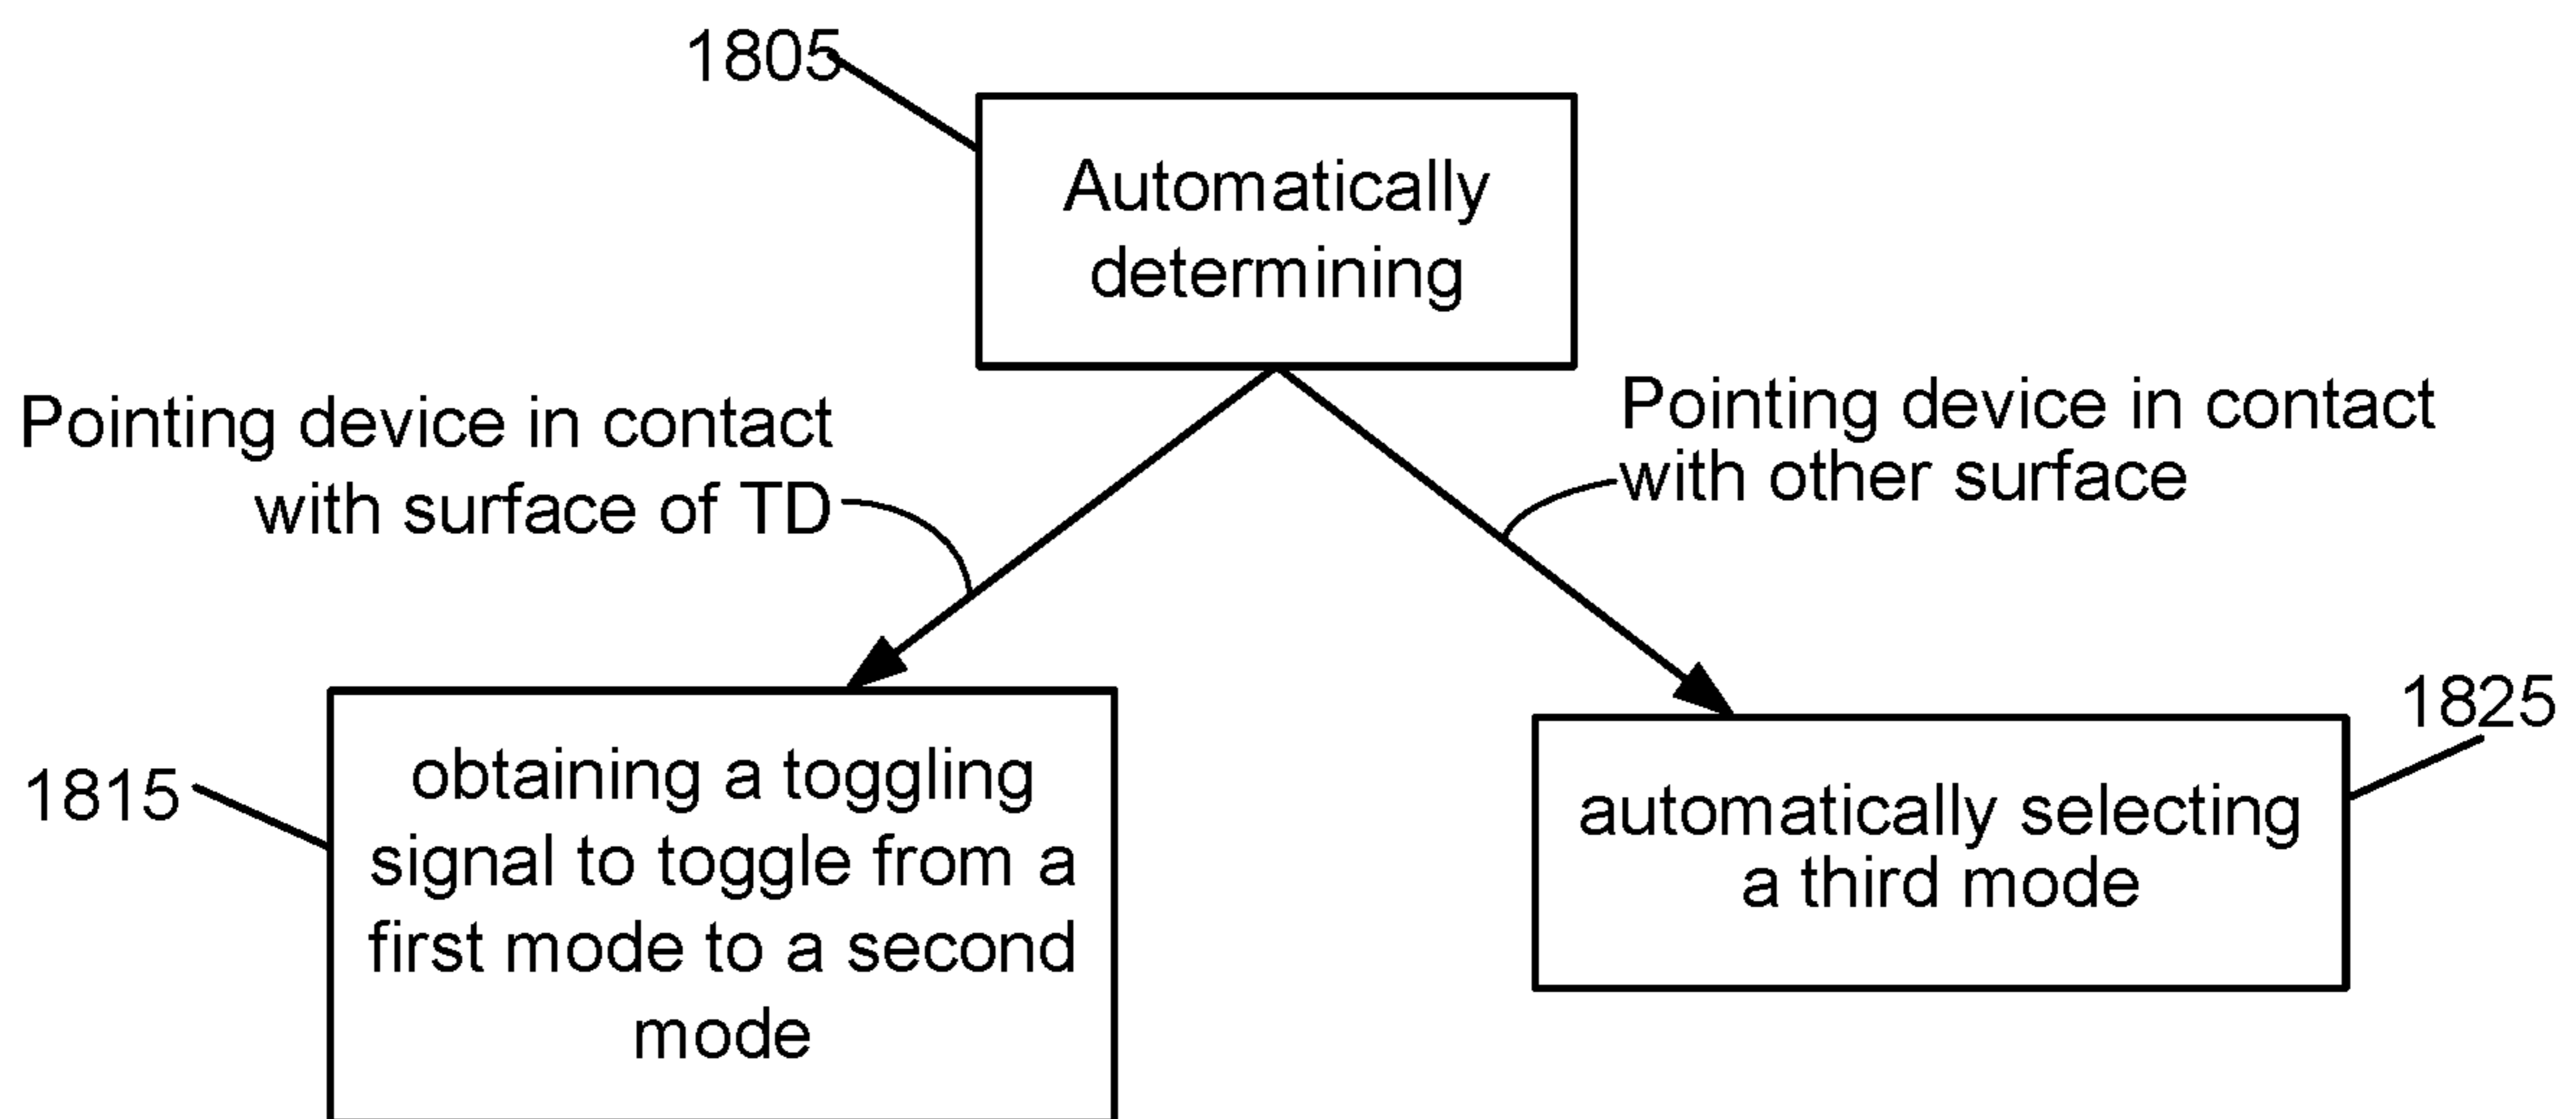 1805
Automatically
determining
Pointing device in contact
with surface of TD
Pointing device in contact
with other surface
1815
obtaining a toggling
signal to toggle from a
first mode to a second
mode
1825
automatically selecting
a third mode